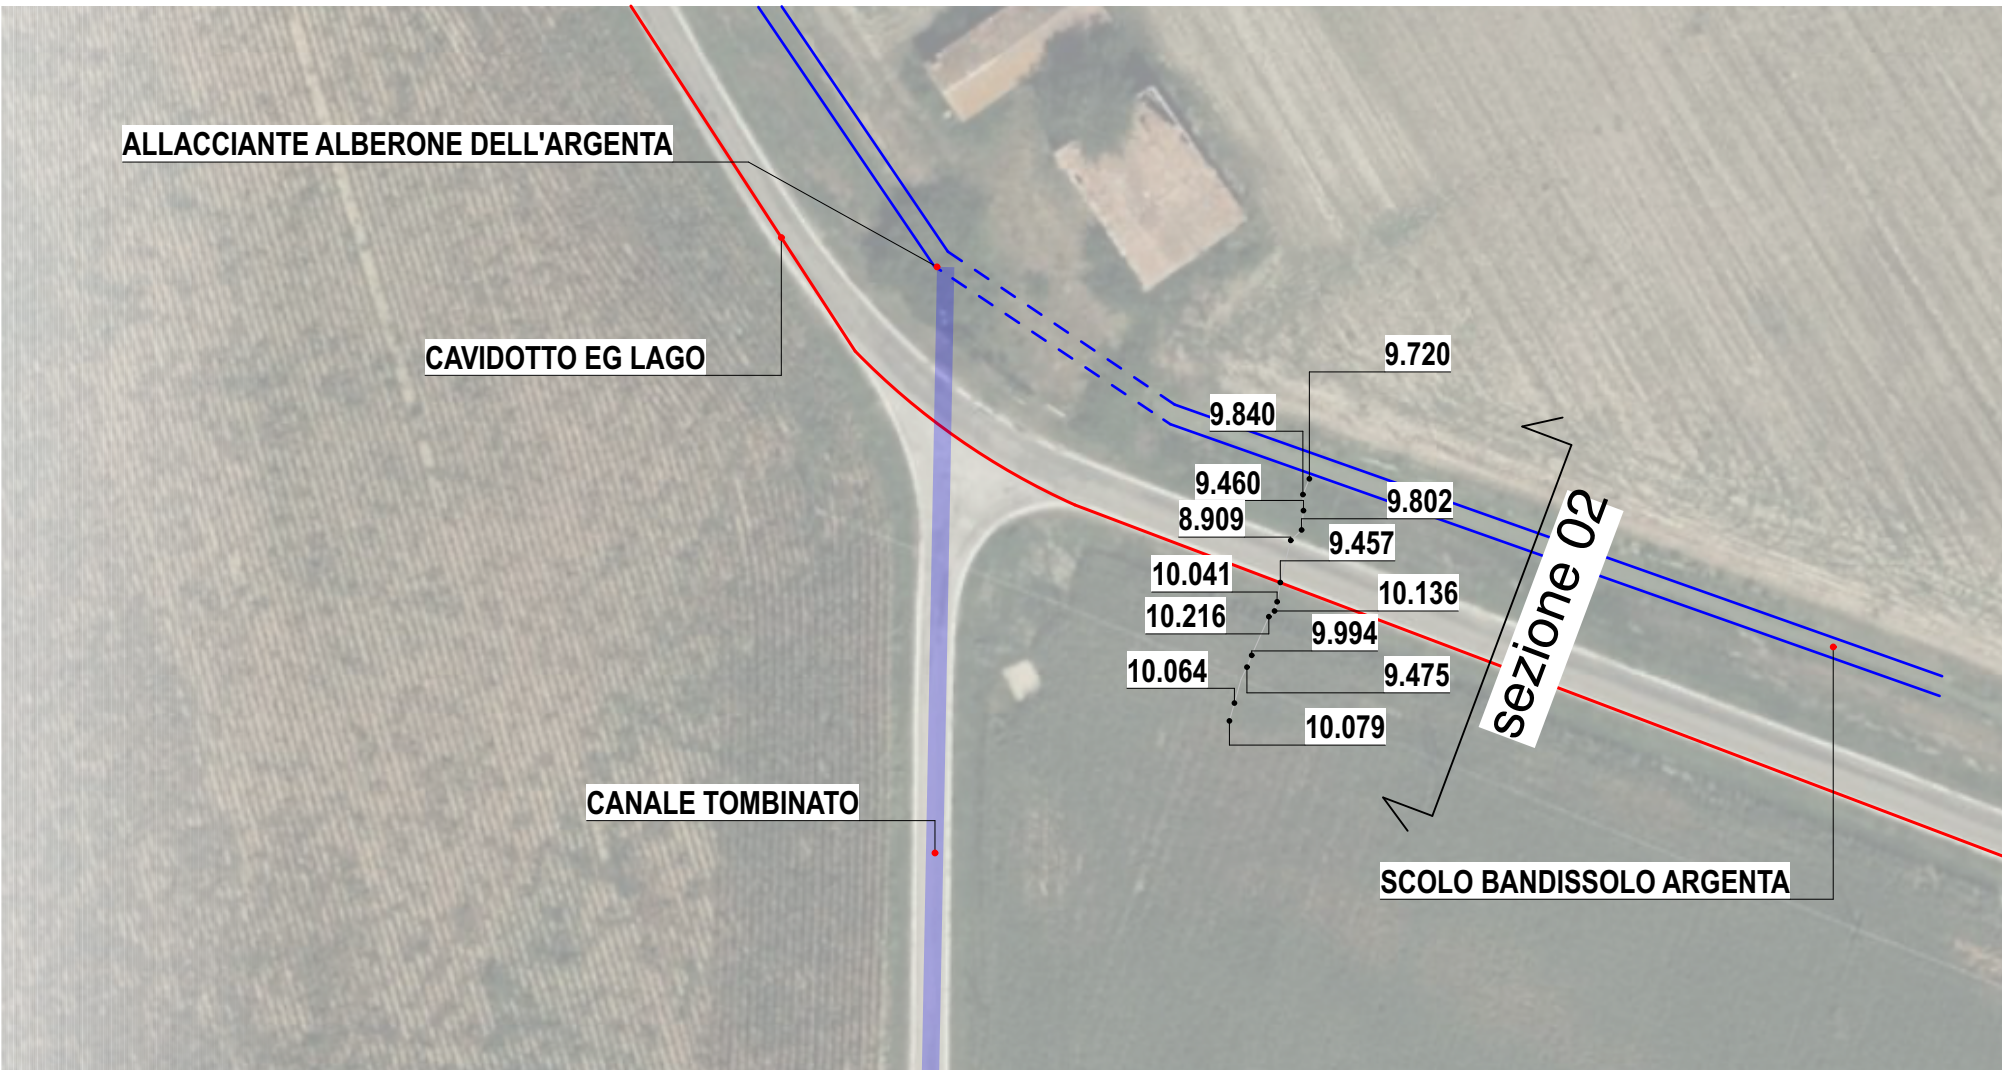 ALLACCIANTE ALBERONE DELL'ARGENTA
CAVIDOTTO EG LAGO
9.720
9.840
9.460
9.802
8.909
9.457
10.041
10.136
10.216
9.994
10.064
9.475
10.079
sezione 02
CANALE TOMBINATO
SCOLO BANDISSOLO ARGENTA